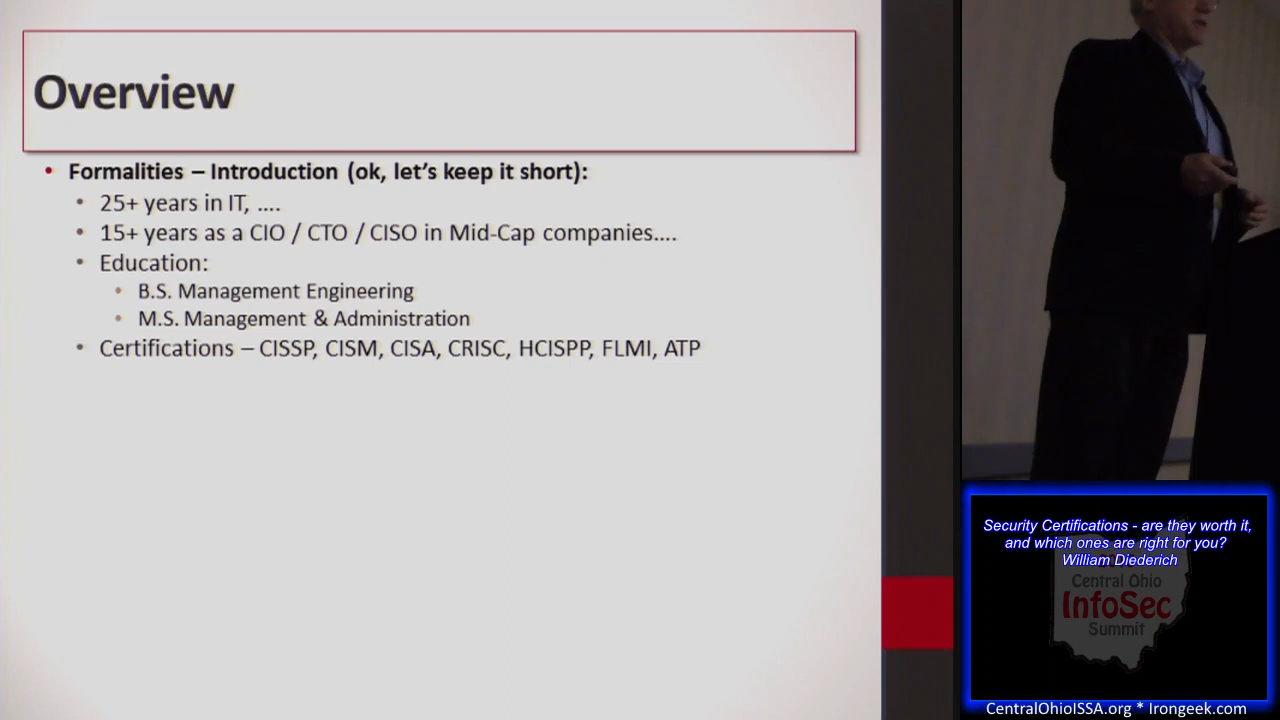 Overview
Formalities – Introduction (ok, let's keep it short):
25+ years in IT, ....
15+ years as a CIO / CTO / CISO in Mid-Cap companies....
Education:
B.S. Management Engineering
M.S. Management & Administration
Certifications – CISSP, CISM, CISA, CRISC, HCISPP, FLMI, ATP
Security Certifications - are they worth it,
and which ones are right for you?
William Diederich
Central Ohio
InfoSec
Summit
CentralOhioISSA.org * Irongeek.com